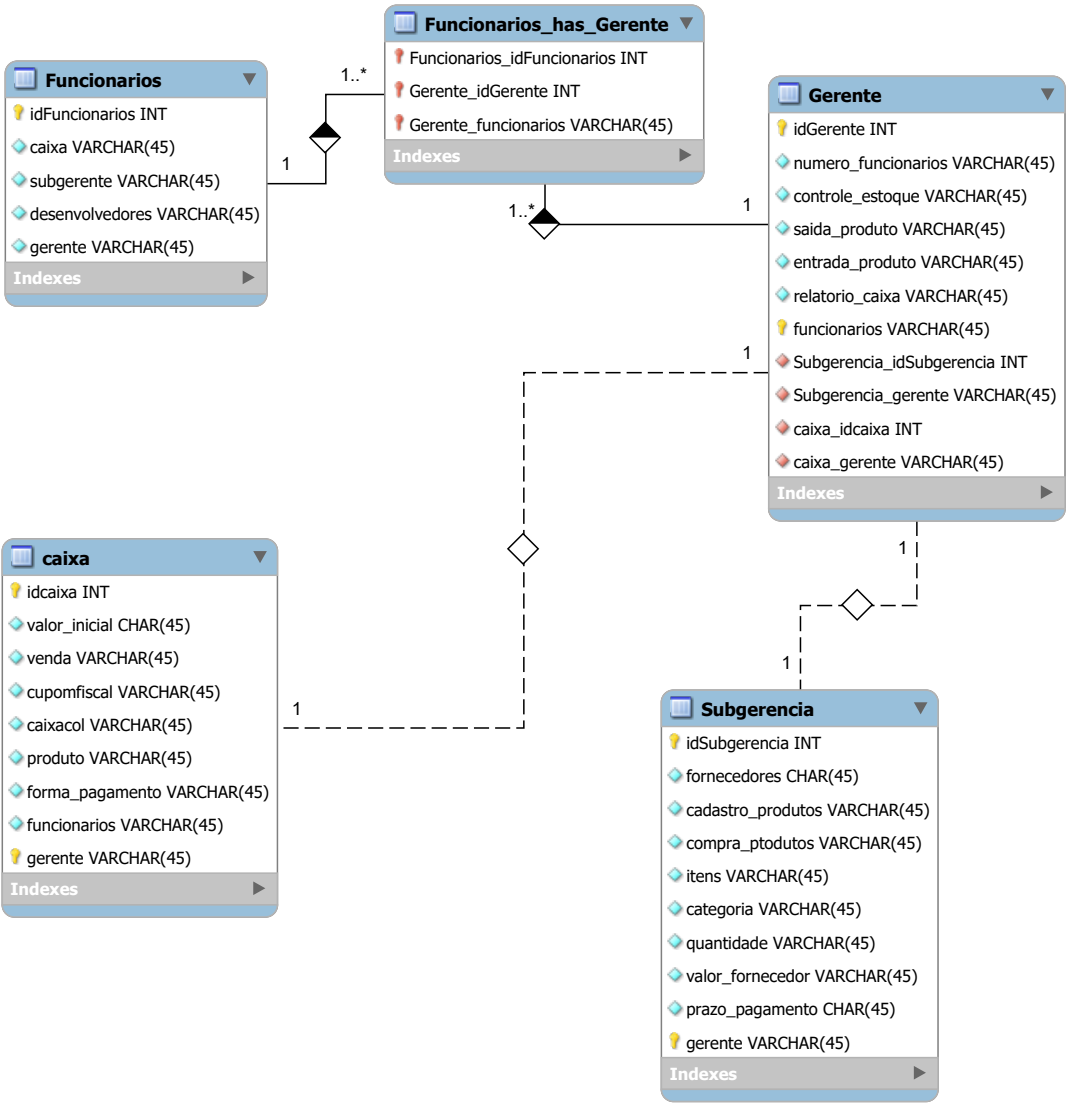 Funcionarios_has_Gerente
Funcionarios_idFuncionarios INT
Gerente_idGerente INT
Gerente_funcionarios VARCHAR(45)
Indexes
Funcionarios
idFuncionarios INT
caixa VARCHAR(45)
subgerente VARCHAR(45)
desenvolvedores VARCHAR(45)
gerente VARCHAR(45)
Indexes
1..*
1
1..*
1
Gerente
idGerente INT
numero_funcionarios VARCHAR(45)
controle_estoque VARCHAR(45)
saida_produto VARCHAR(45)
entrada_produto VARCHAR(45)
relatorio_caixa VARCHAR(45)
funcionarios VARCHAR(45)
Subgerencia_idSubgerencia INT
Subgerencia_gerente VARCHAR(45)
caixa_idcaixa INT
caixa_gerente VARCHAR(45)
Indexes
1
1
1
1
caixa
idcaixa INT
valor_inicial CHAR(45)
venda VARCHAR(45)
cupomfiscal VARCHAR(45)
caixacol VARCHAR(45)
produto VARCHAR(45)
forma_pagamento VARCHAR(45)
funcionarios VARCHAR(45)
gerente VARCHAR(45)
Indexes
Subgerencia
idSubgerencia INT
fornecedores CHAR(45)
cadastro_produtos VARCHAR(45)
compra_ptodutos VARCHAR(45)
itens VARCHAR(45)
categoria VARCHAR(45)
quantidade VARCHAR(45)
valor_fornecedor VARCHAR(45)
prazo_pagamento CHAR(45)
gerente VARCHAR(45)
Indexes